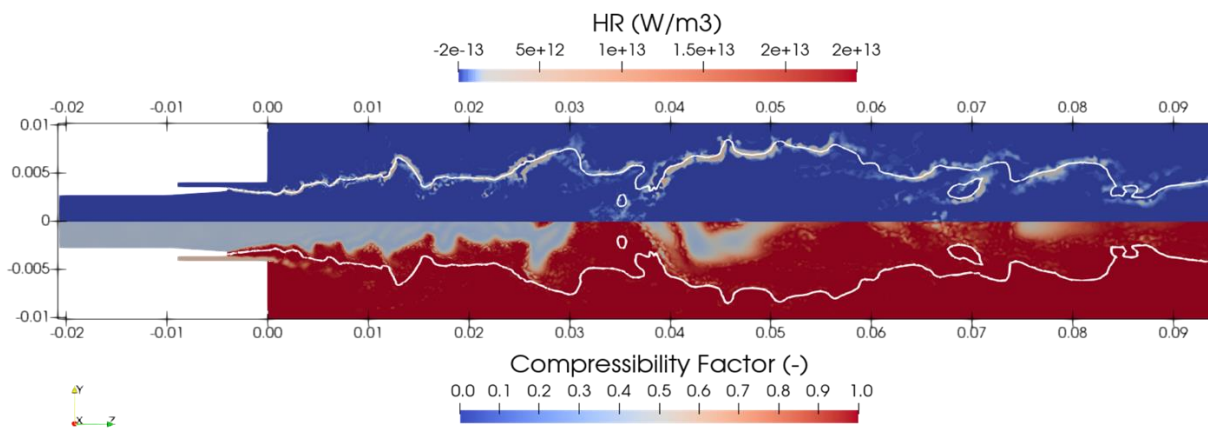 HR (W/m3)
-2e-13 5e+12 1e+13 1.5e+13 2e+13 2e+13
-0.02 -0.01 0.00 0.01 0.02 0.03 0.04 0.05 0.06 0.07 0.08 0.09
0.01
0.005
0
-0.005
-0.01
-0.02 -0.01 0.00 0.01 0.02 0.03 0.04 0.05 0.06 0.07 0.08 0.09
Compressibility Factor (-)
0.0 0.1 0.2 0.3 0.4 0.5 0.6 0.7 0.8 0.9 1.0
Y
X Z